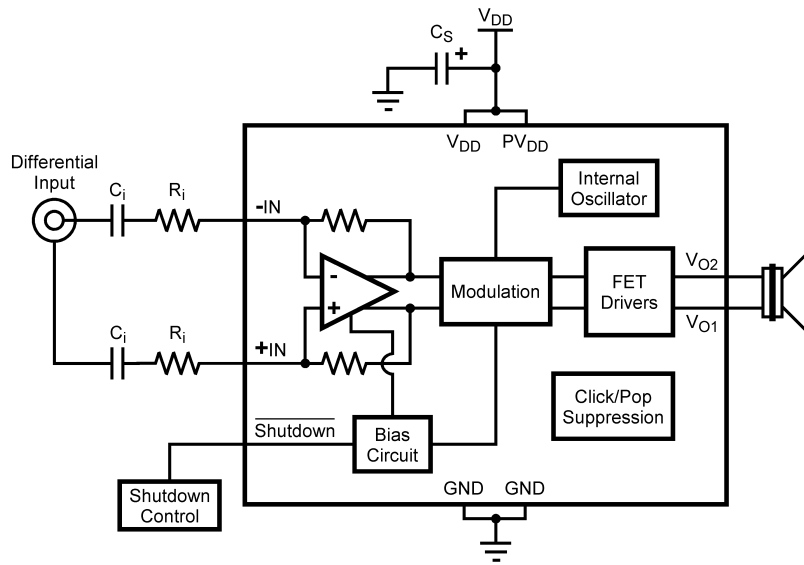 V_DD
C_S
+
V_DD PV_DD
Differential
Input
C_i R_i
-IN
Internal
Oscillator
-
+
Modulation
FET
Drivers
V_O2
V_O1
C_i R_i
+IN
Click/Pop
Suppression
Shutdown
Bias
Circuit
Shutdown
Control
GND GND